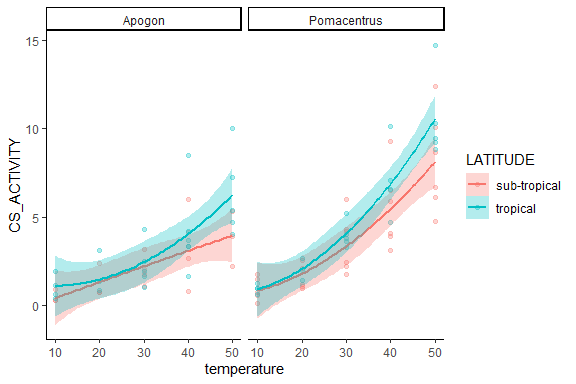 Apogon Pomacentrus
15
10
5
0
CS_ACTIVITY
10 20 30 40 50 10 20 30 40 50
temperature
LATITUDE
sub-tropical
tropical